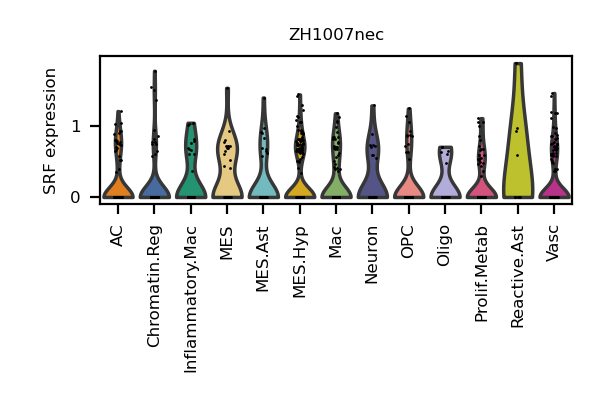 ZH1007nec
SRF expression
1
0
AC
Chromatin.Reg
Inflammatory.Mac
MES
MES.Ast
MES.Hyp
Mac
Neuron
OPC
Oligo
Prolif.Metab
Reactive.Ast
Vasc